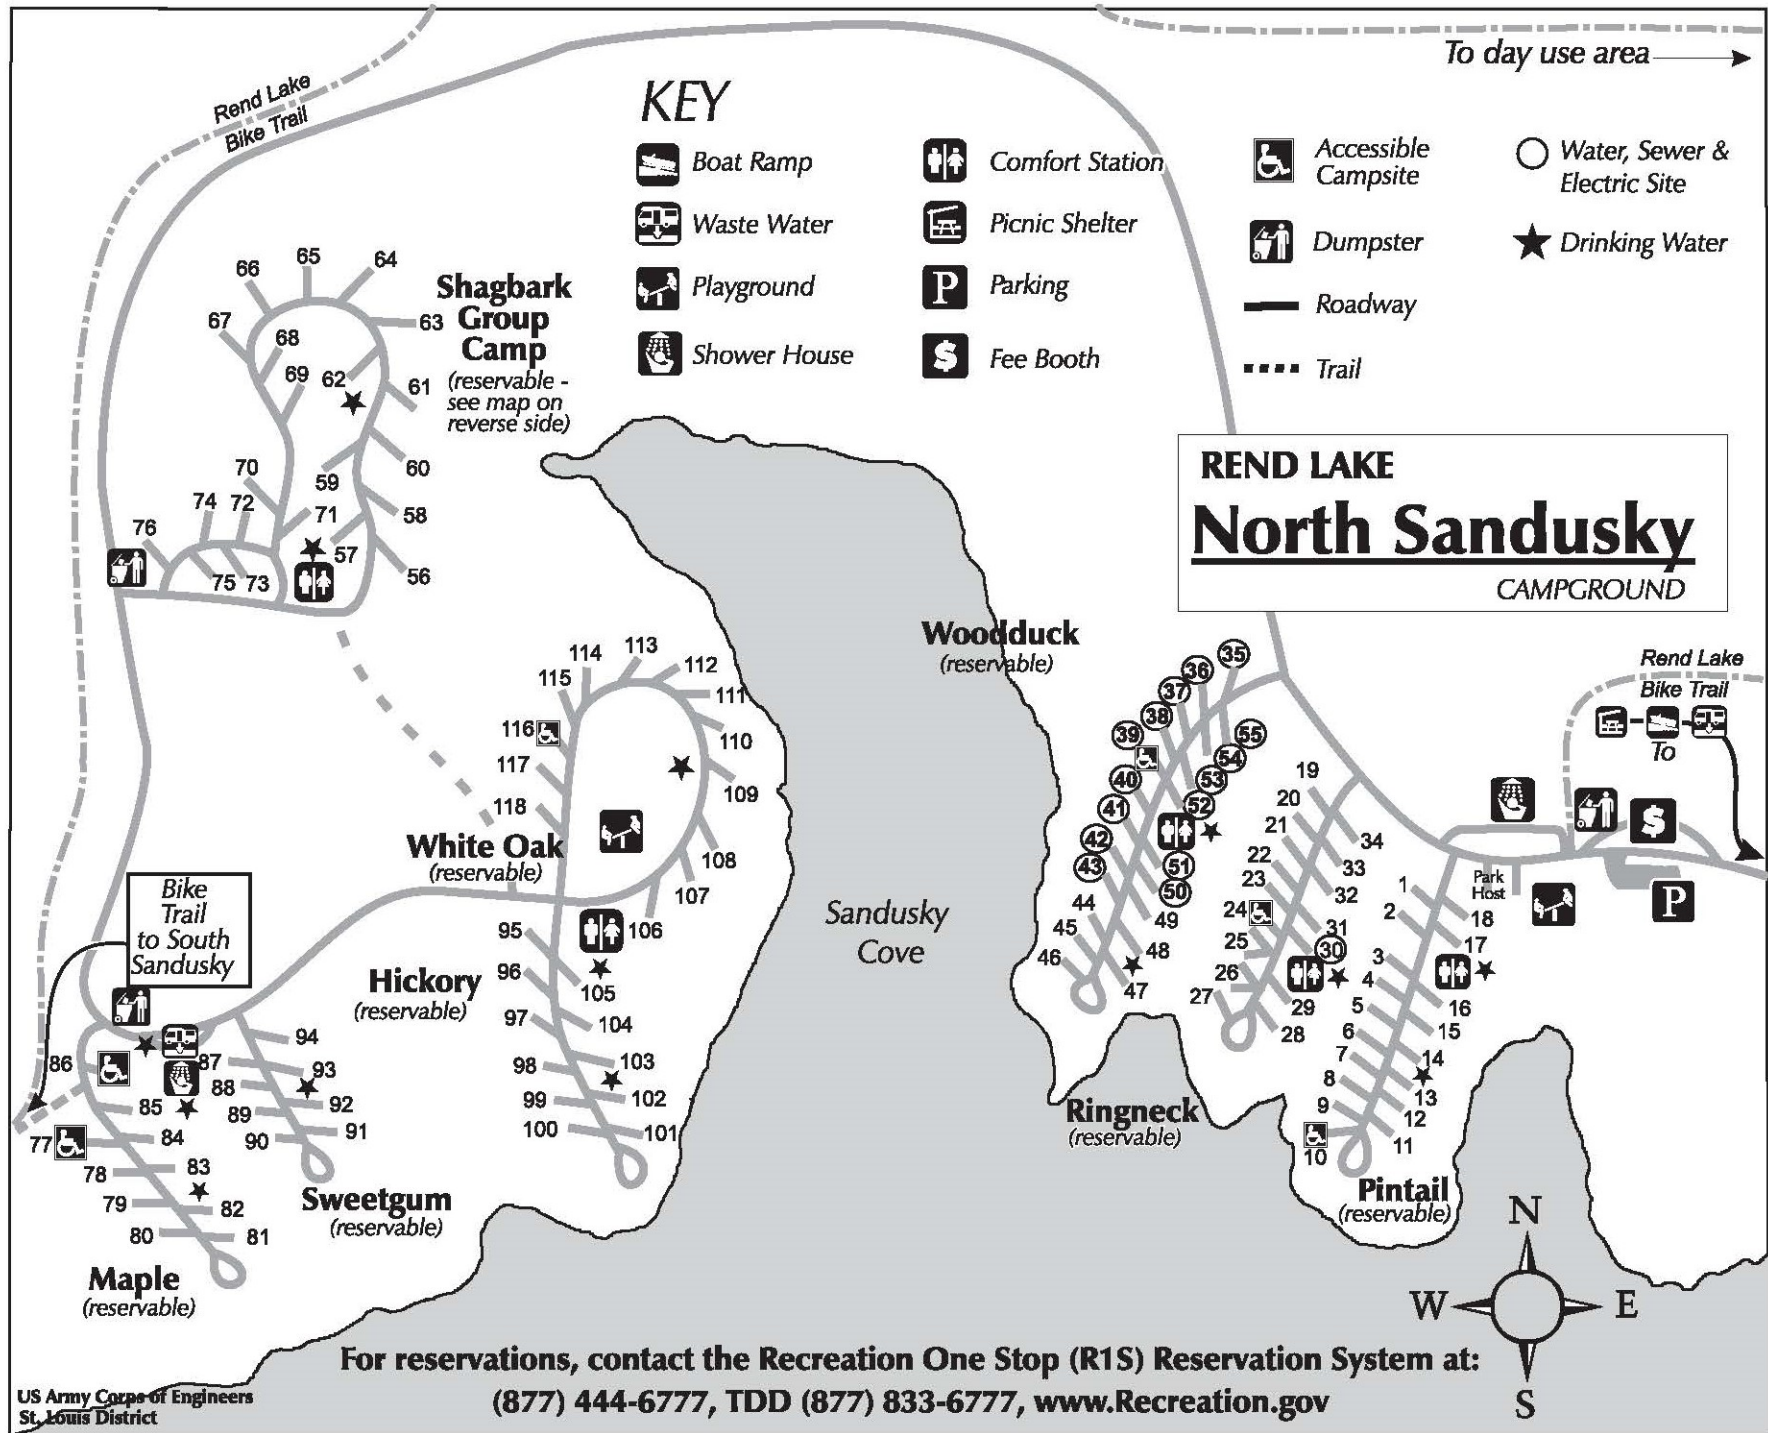 To day use area
Rend Lake
Bike Trail
KEY
Boat Ramp
Waste Water
Playground
Shower House
Comfort Station
Picnic Shelter
P
Parking
$
Fee Booth
Accessible
Campsite
Dumpster
Roadway
Trail
Water, Sewer &
Electric Site
Drinking Water
REND LAKE
North Sandusky
CAMPGROUND
Shagbark
Group
Camp
(reservable -
see map on
reverse side)
65
66
64
67
68
63
69
62
61
70
59
60
74
72
71
58
76
57
75
73
56
113
114
112
115
111
116
110
117
109
118
White Oak
(reservable)
108
107
106
Bike
Trail
to South
Sandusky
95
Hickory
(reservable)
96
105
97
104
98
103
99
102
100
101
86
87
94
88
93
85
89
92
77
84
90
91
78
83
79
82
80
81
Sweetgum
(reservable)
Maple
(reservable)
Sandusky
Cove
Woodduck
(reservable)
35
36
37
38
39
55
54
40
53
41
52
42
43
51
50
44
49
45
48
46
47
19
20
21
34
22
33
23
32
24
31
25
30
26
27
29
28
Ringneck
(reservable)
Rend Lake
Bike Trail
To
$
P
Park
Host
1
18
2
17
3
4
16
5
15
6
14
7
8
13
9
12
10
11
Pintail
(reservable)
N
W
E
S
For reservations, contact the Recreation One Stop (R1S) Reservation System at:
(877) 444-6777, TDD (877) 833-6777, www.Recreation.gov
US Army Corps of Engineers
St. Louis District